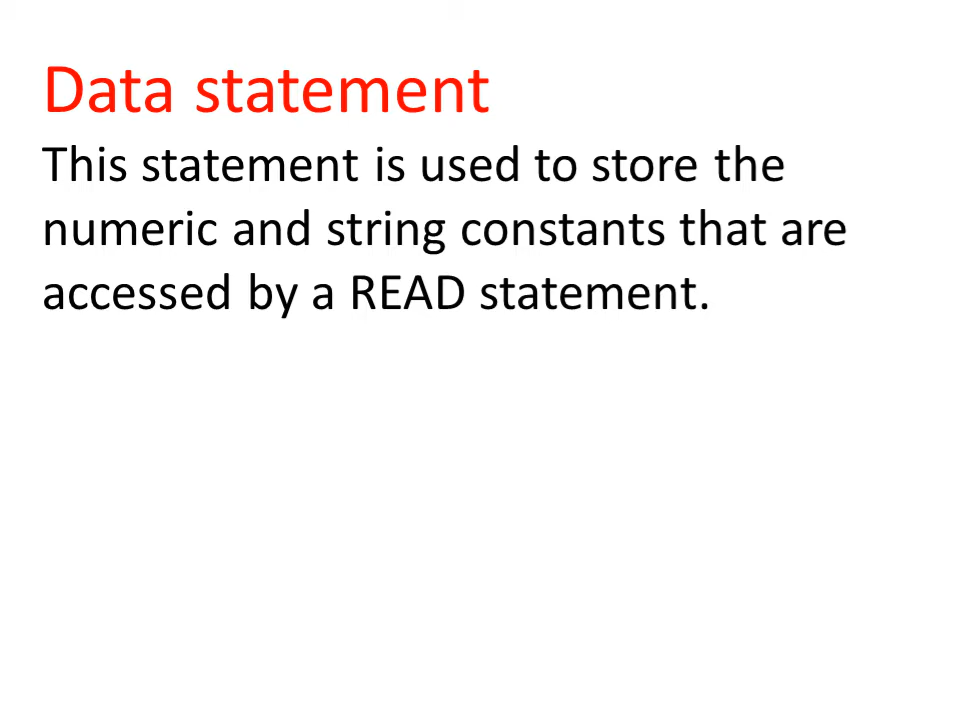 Data statement
This statement is used to store the
numeric and string constants that are
accessed by a READ statement.